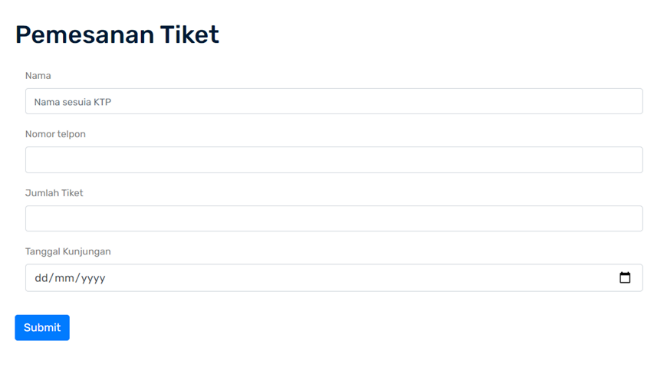 Pemesanan Tiket
Nama
Nama sesuia KTP
Nomor telpon
Jumlah Tiket
Tanggal Kunjungan
dd/mm/yyyy
Submit